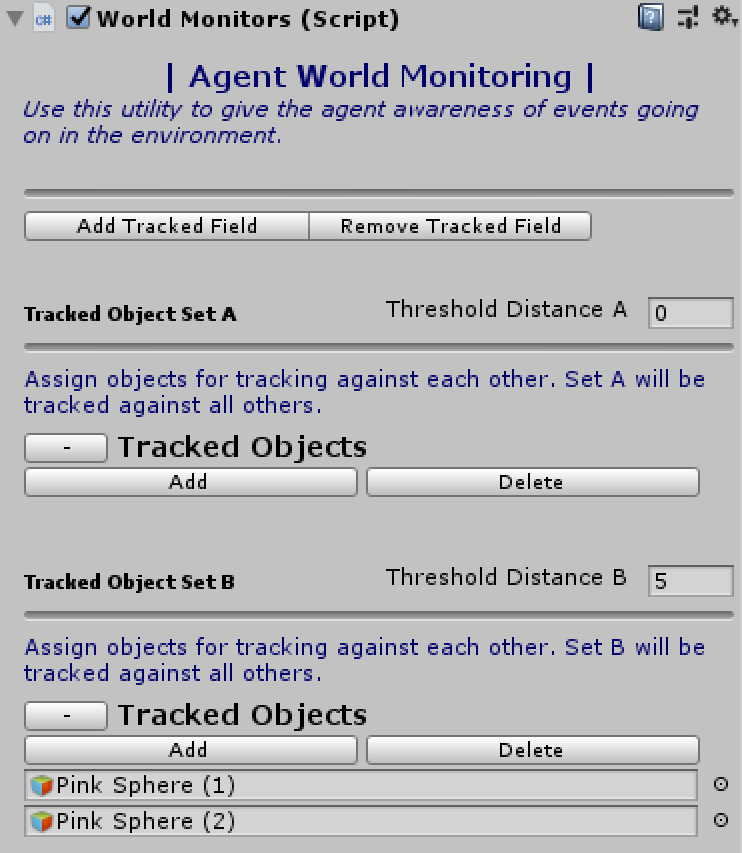 World Monitors (Script)
| Agent World Monitoring |
Use this utility to give the agent awareness of events going
on in the environment.
Add Tracked Field Remove Tracked Field
Tracked Object Set A Threshold Distance A 0
Assign objects for tracking against each other. Set A will be
tracked against all others.
- Tracked Objects
Add Delete
Tracked Object Set B Threshold Distance B 5
Assign objects for tracking against each other. Set B will be
tracked against all others.
- Tracked Objects
Add Delete
Pink Sphere (1)
Pink Sphere (2)